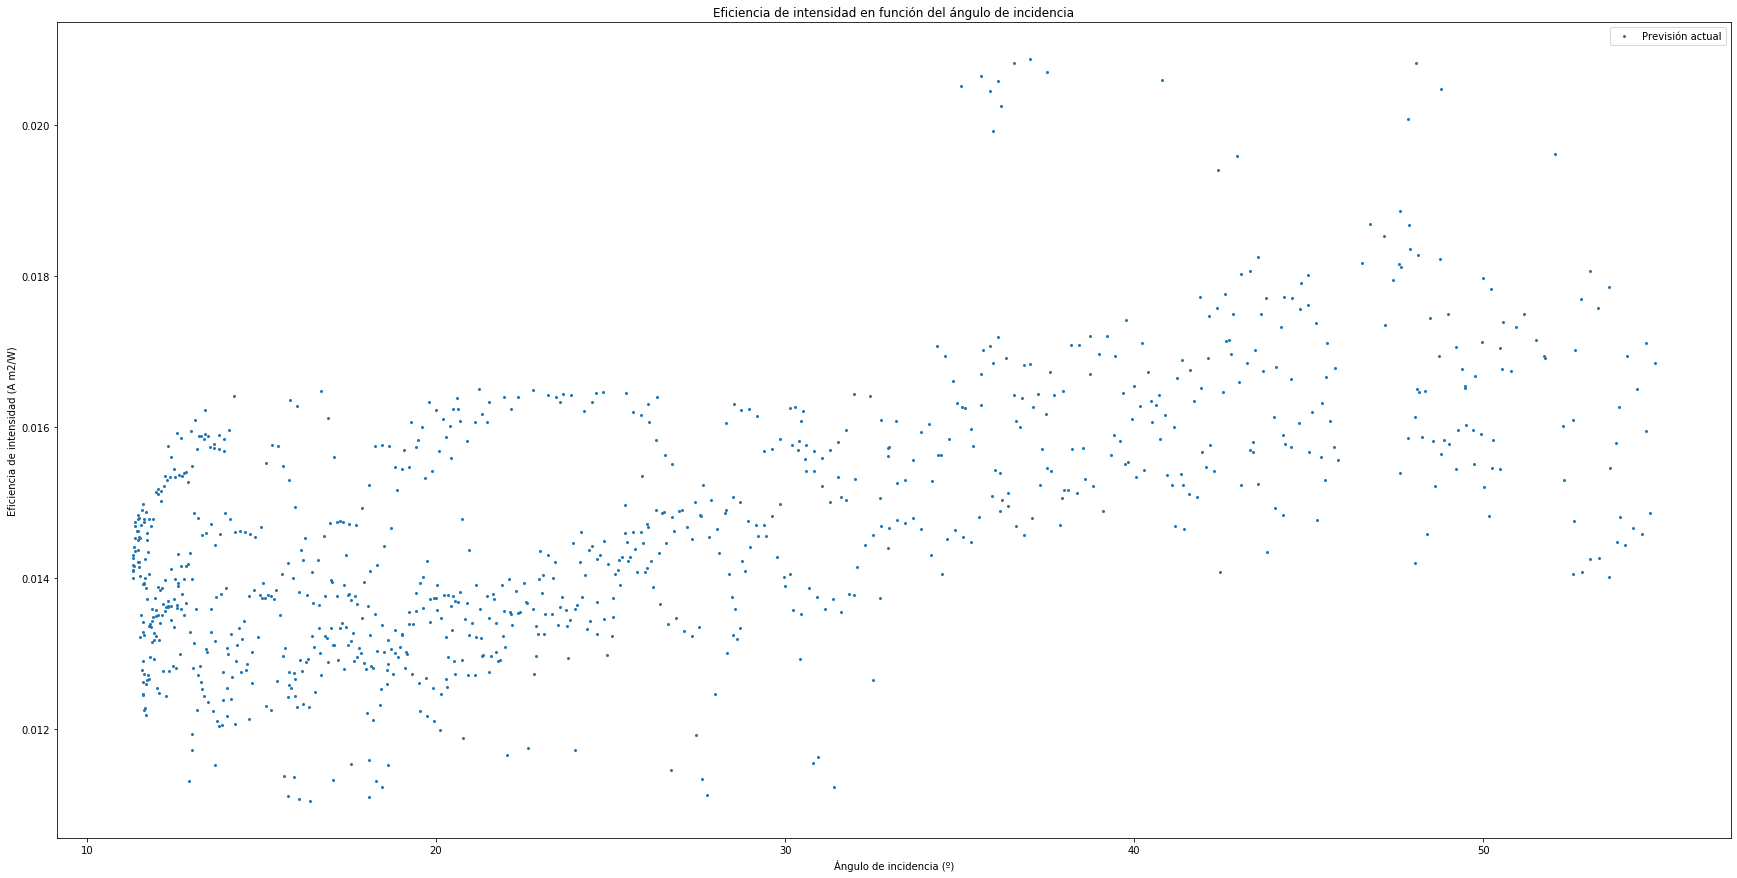 Eficiencia de intensidad en función del ángulo de incidencia
Previsión actual
Eficiencia de intensidad (A m2/W)
0.020
0.018
0.016
0.014
0.012
10
20
30
40
50
Ángulo de incidencia (º)